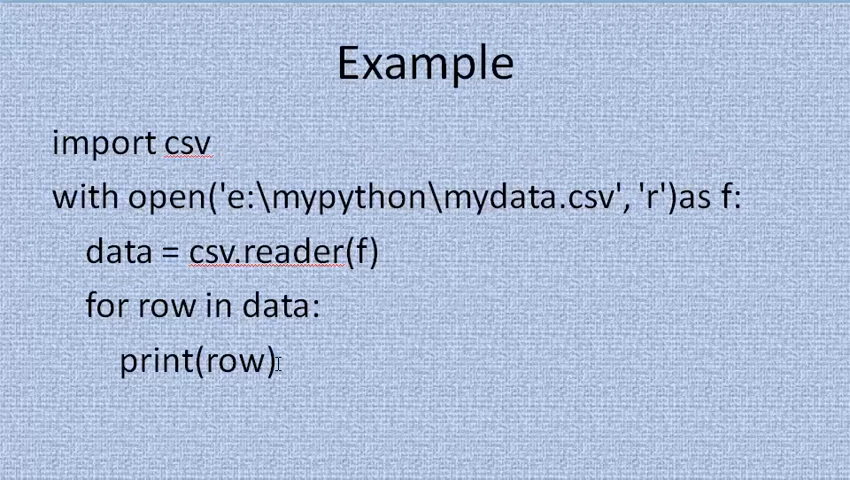 Example
import csv
with open('e:\mypython\mydata.csv', 'r')as f:
data = csv.reader(f)
for row in data:
print(row)